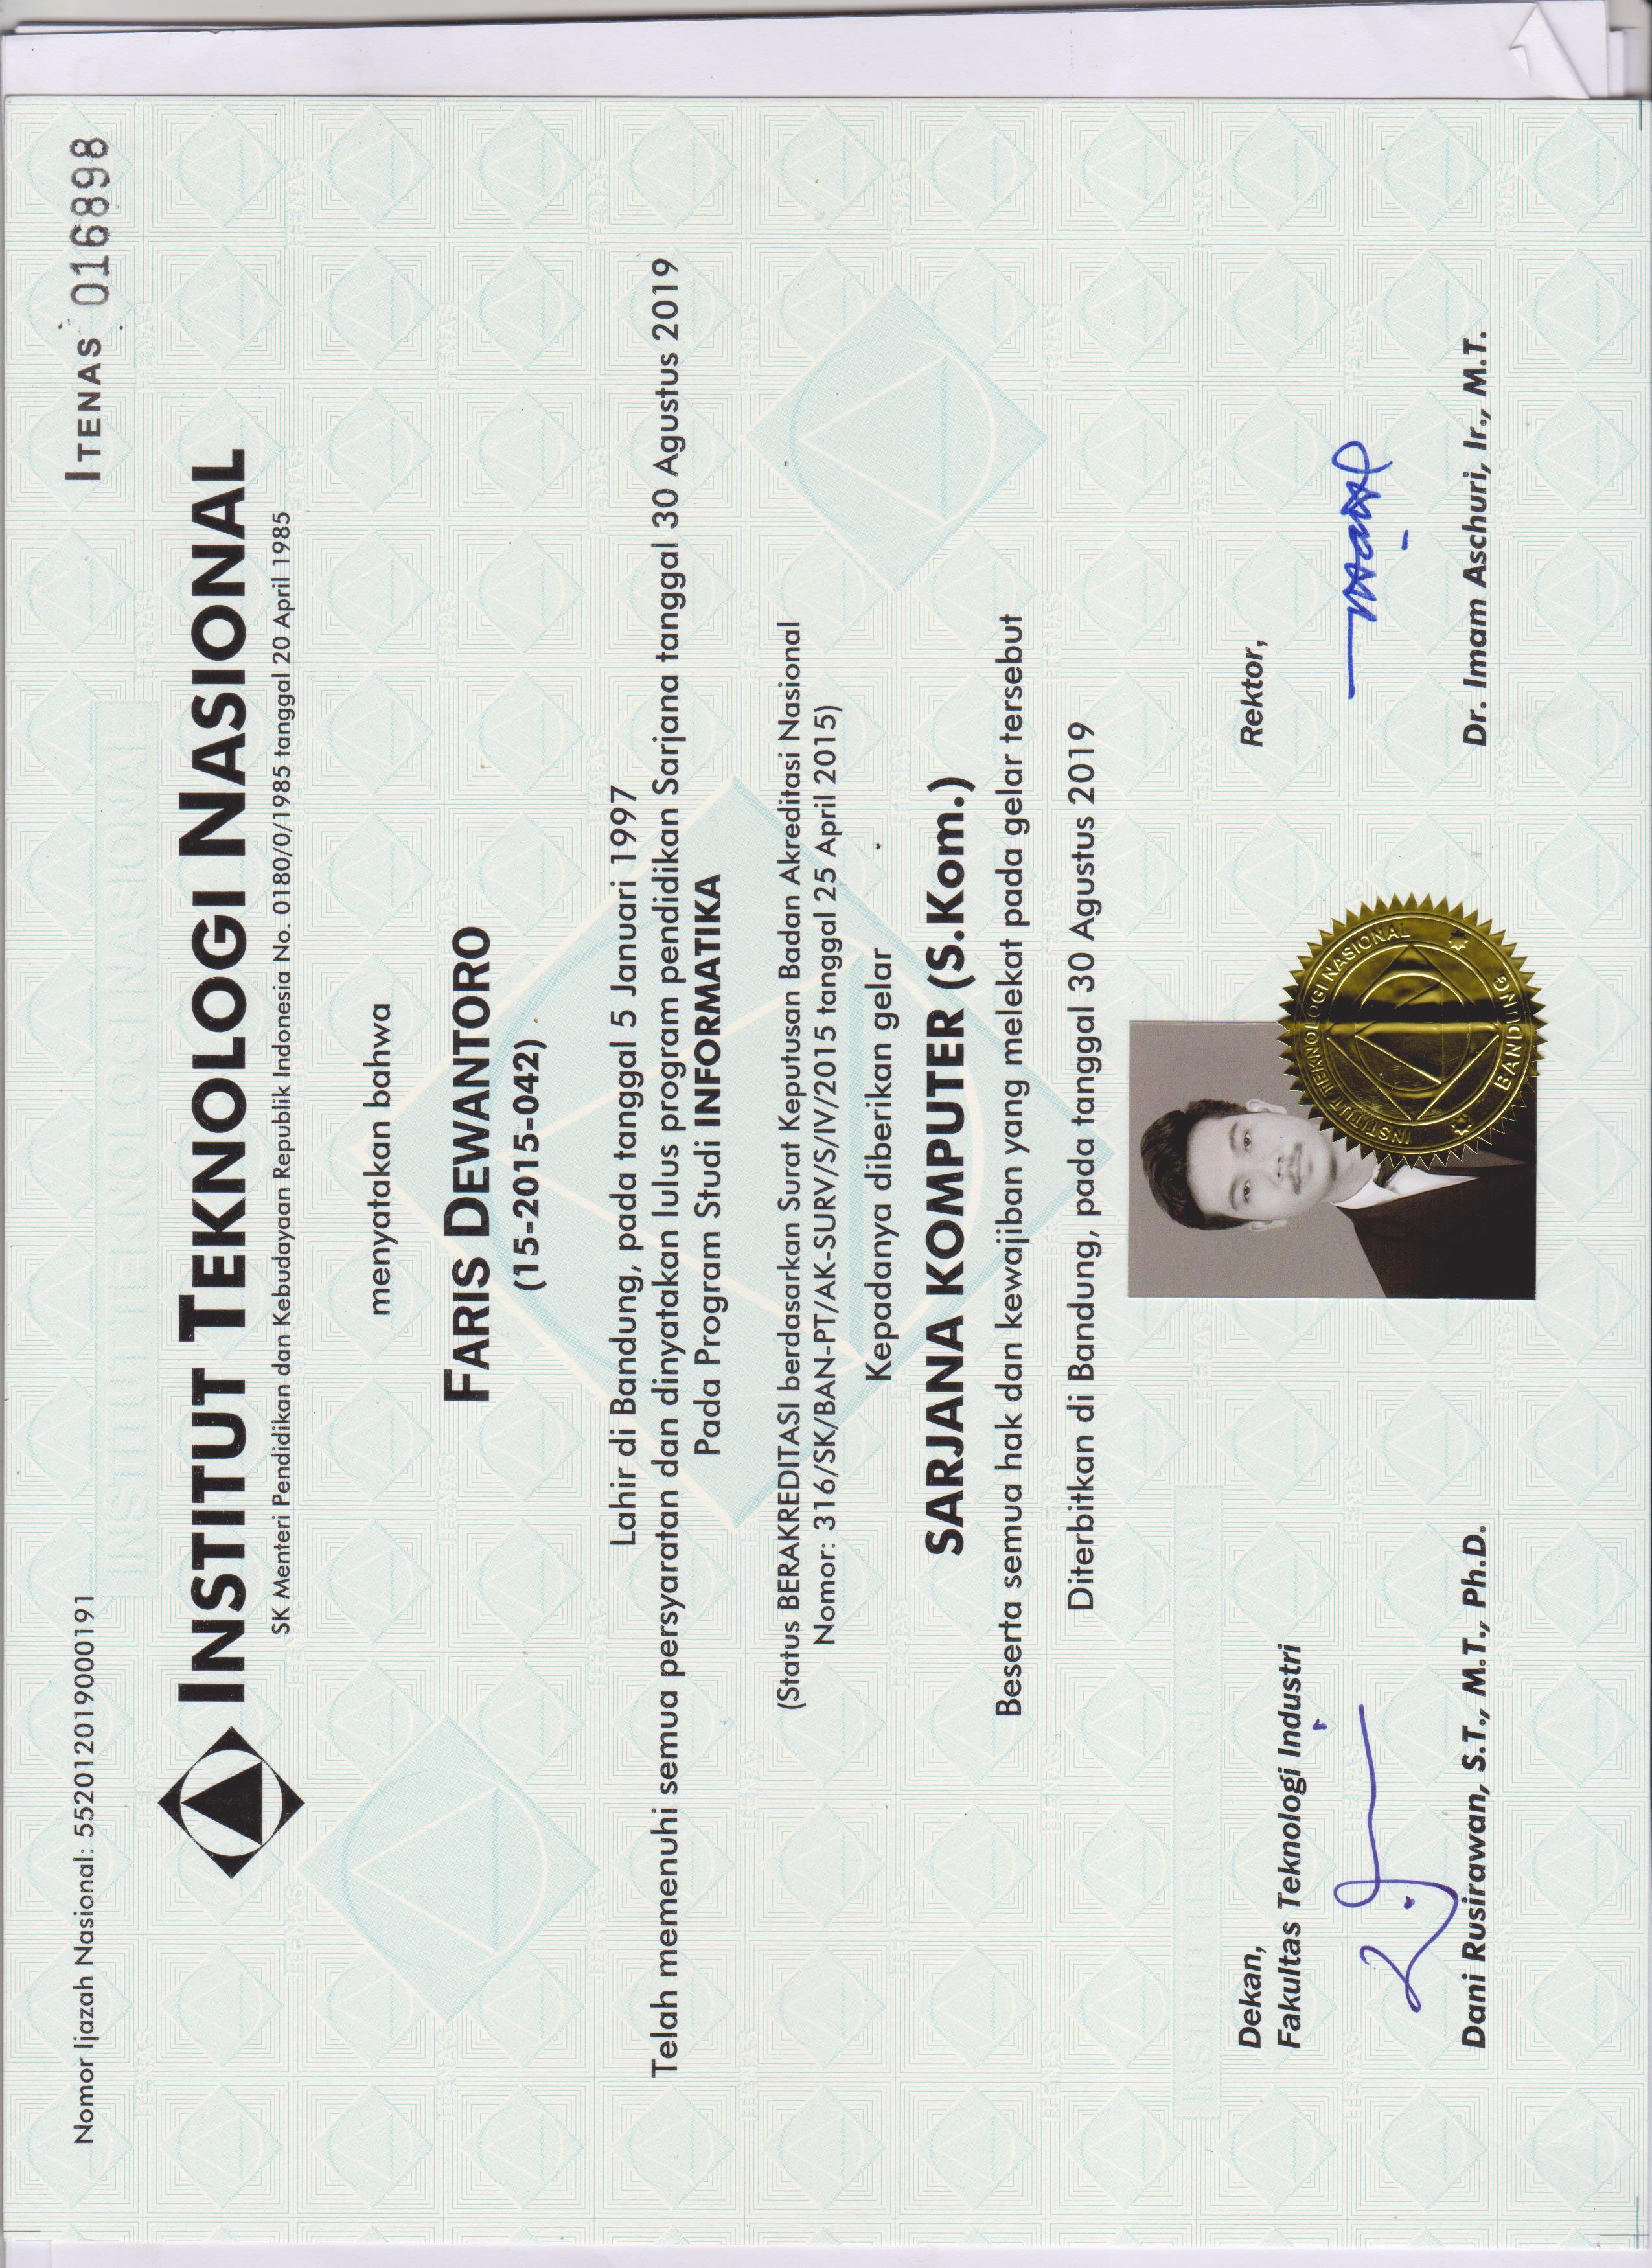 Nomor Ijazah Nasional: 552012019000191
ITENAS 016898
INSTITUT TEKNOLOGI NASIONAL
SK Menteri Pendidikan dan Kebudayaan Republik Indonesia No. 0180/0/1985 tanggal 20 April 1985
menyatakan bahwa
FARIS DEWANTORO
(15-2015-042)
Lahir di Bandung, pada tanggal 5 Januari 1997
Telah memenuhi semua persyaratan dan dinyatakan lulus program pendidikan Sarjana tanggal 30 Agustus 2019
Pada Program Studi INFORMATIKA
(Status BERAKREDITASI berdasarkan Surat Keputusan Badan Akreditasi Nasional
Nomor: 316/SK/BAN-PT/AK-SURV/S/IV/2015 tanggal 25 April 2015)
Kepadanya diberikan gelar
SARJANA KOMPUTER (S.Kom.)
Beserta semua hak dan kewajiban yang melekat pada gelar tersebut
Diterbitkan di Bandung, pada tanggal 30 Agustus 2019
Dekan,
Fakultas Teknologi Industri
Dani Rusirawan, S.T., M.T., Ph.D.
INSTITUT TEKNOLOGI NASIONAL
BANDUNG
Rektor,
Dr. Imam Aschuri, Ir., M.T.